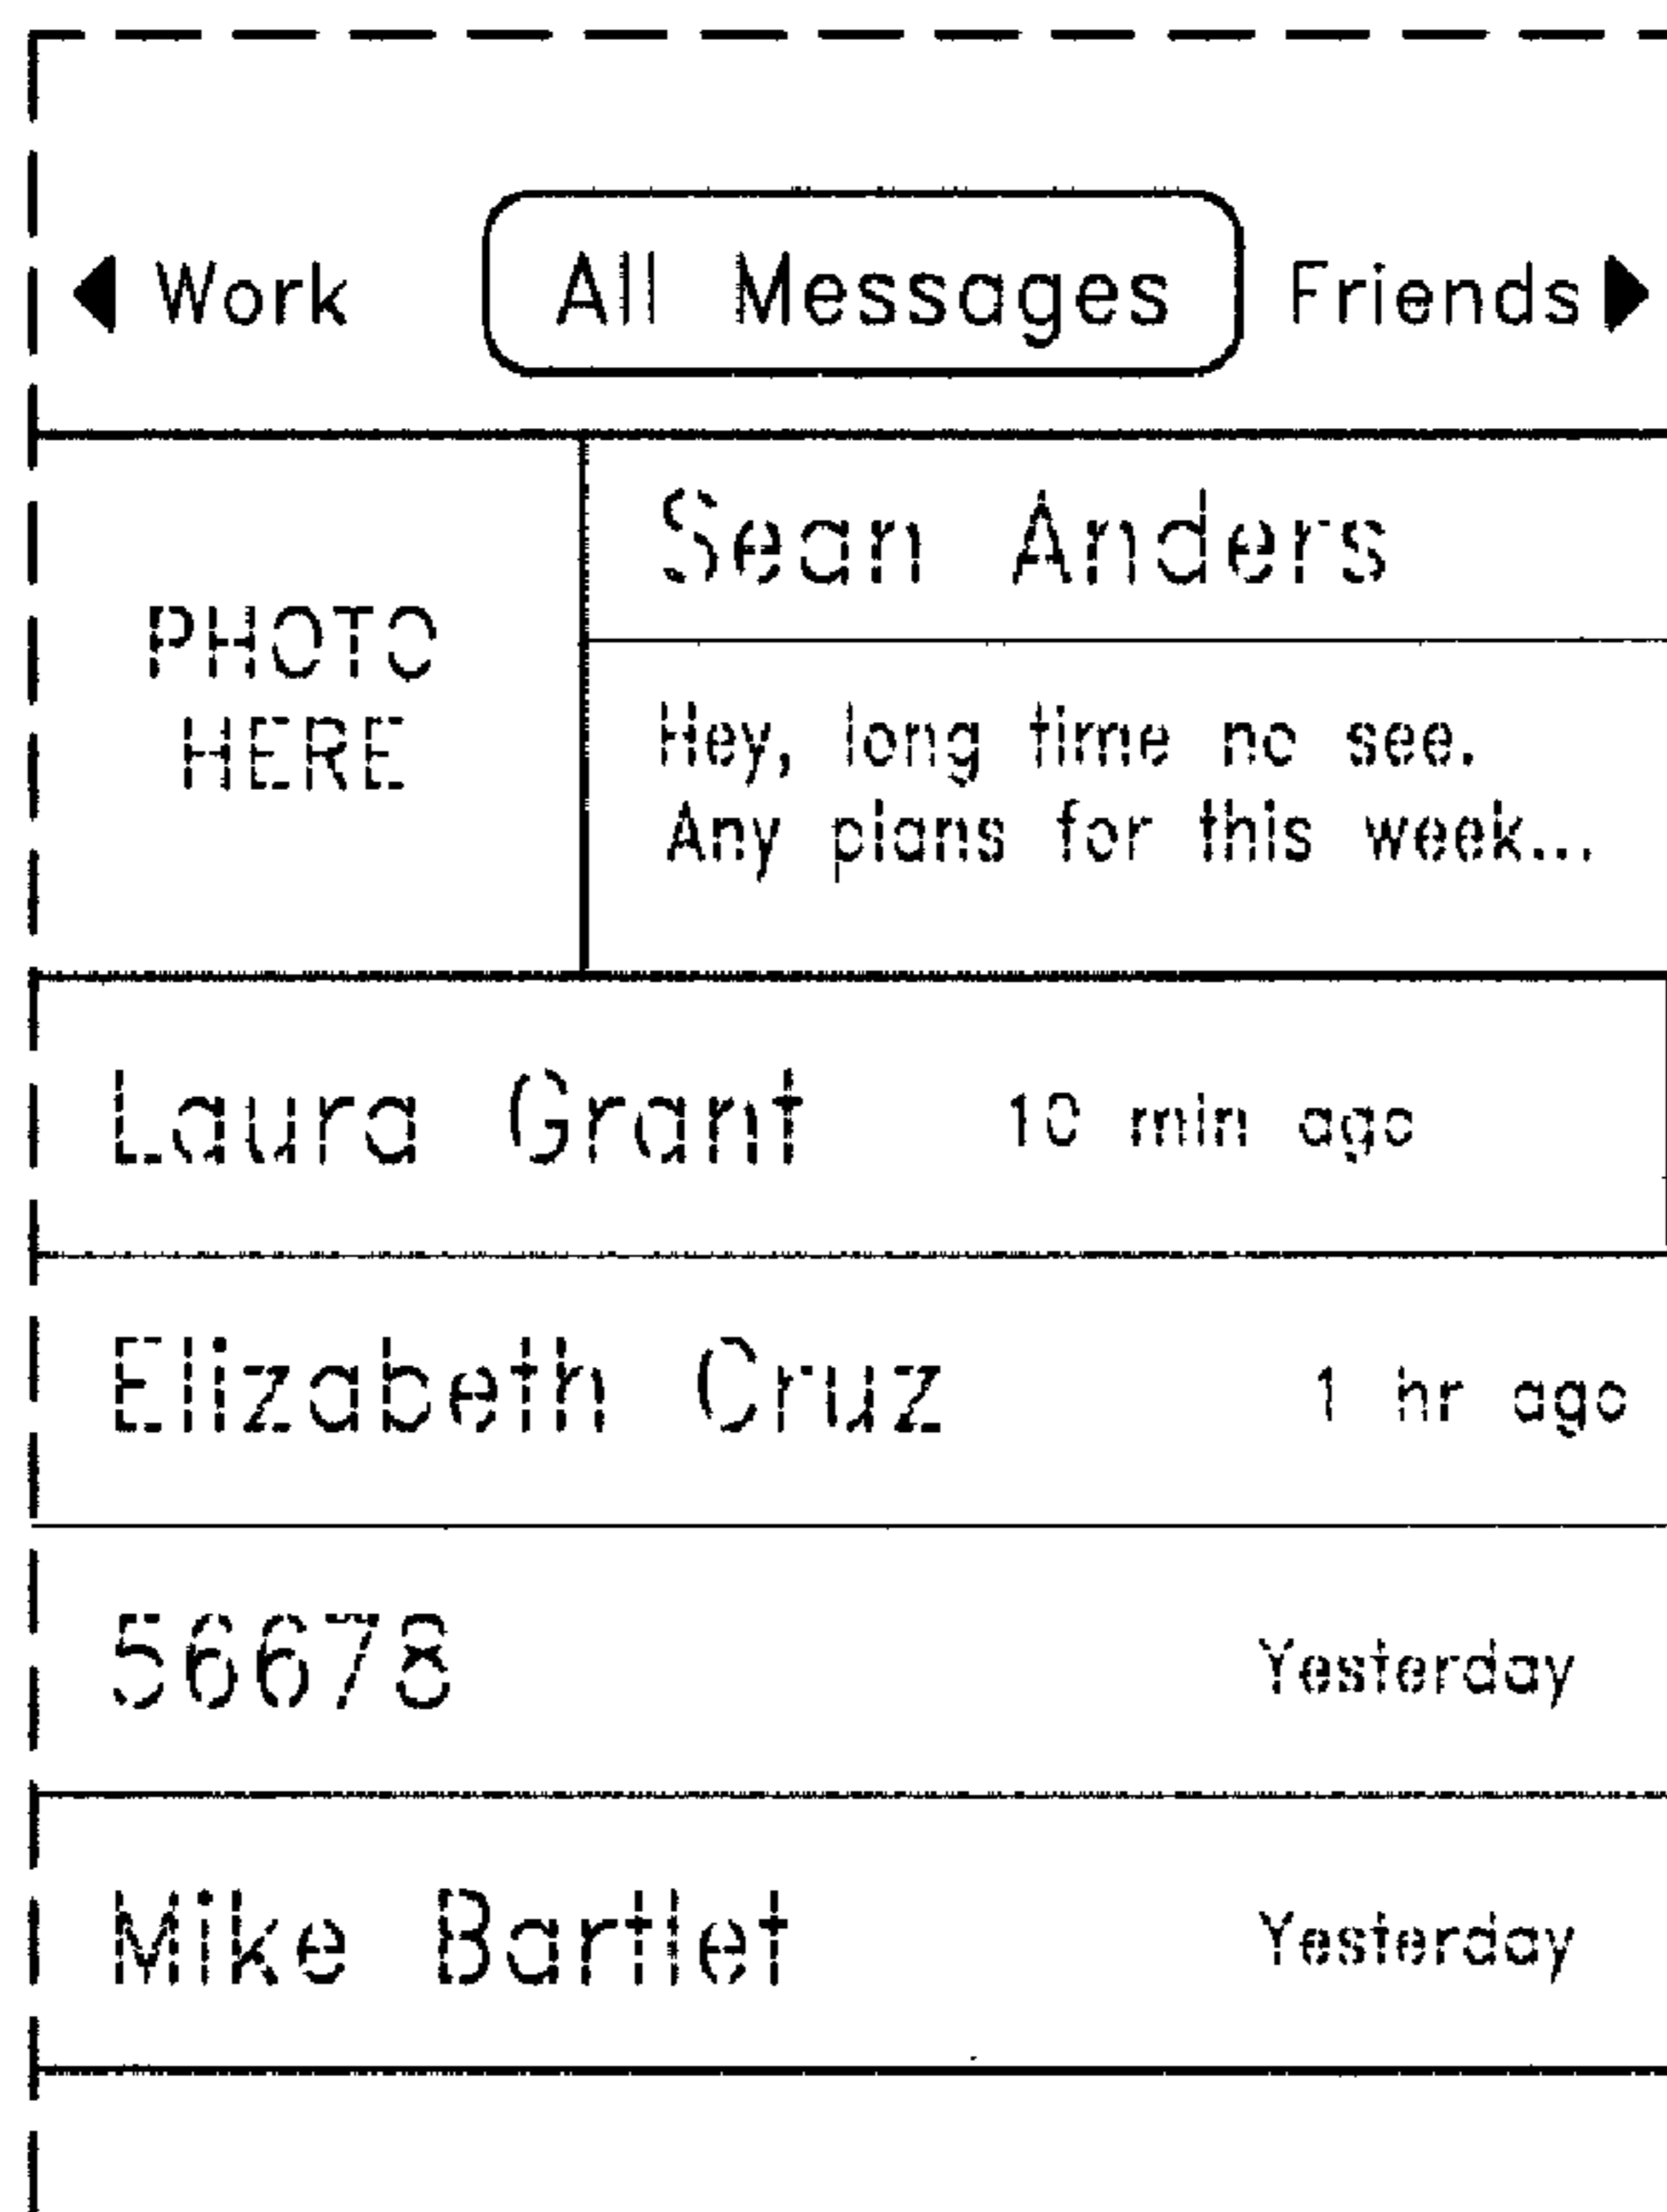 Work All Messages Friends
Sean Anders
PHOTO
HERE
Hey, long time no see.
Any plans for this week...
Laura Grant 10 min ago
Elizabeth Cruz 1 hr ago
56678 Yesterday
Mike Bartlet Yesterday